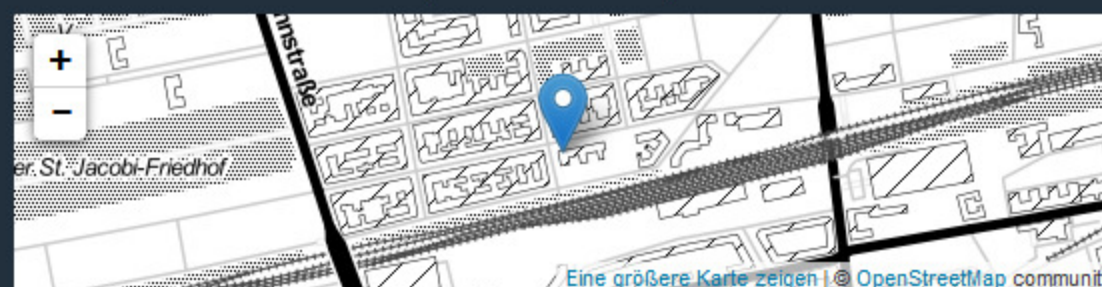 +
nnstraße
−
er. St. Jacobi-Friedhof
Eine größere Karte zeigen | © OpenStreetMap communit